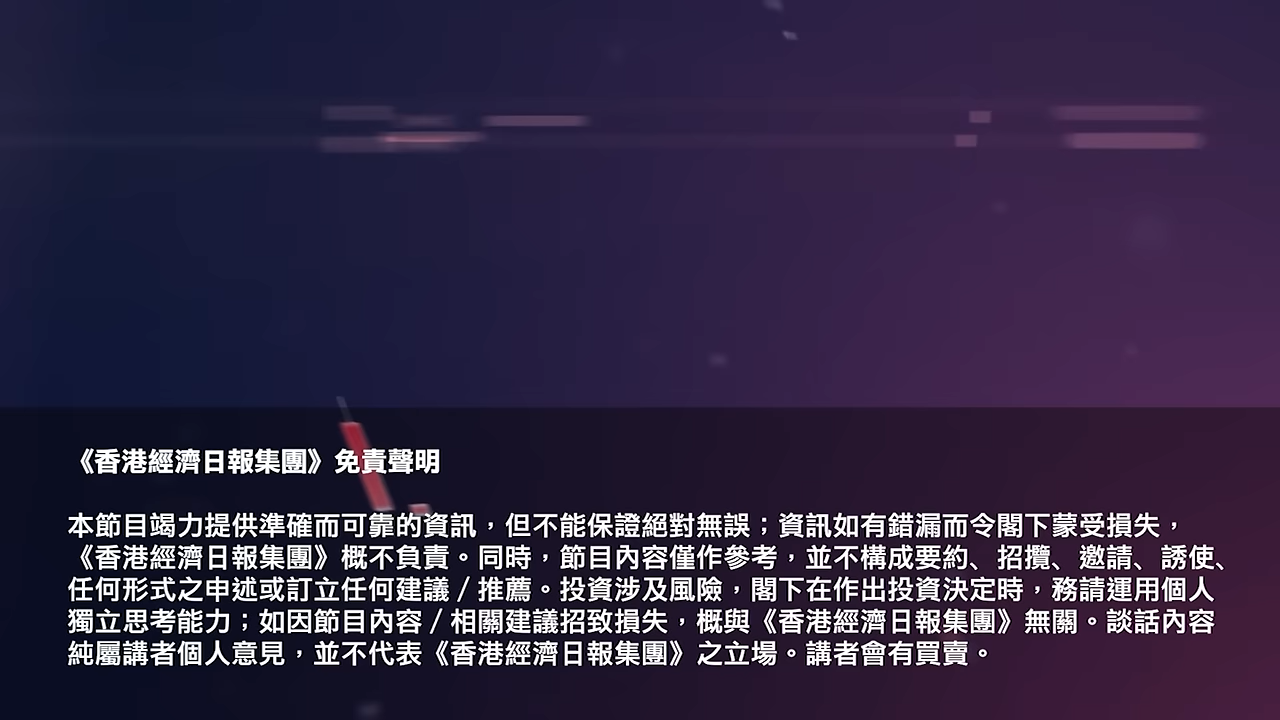 《香港經濟日報集團》免責聲明
本節目竭力提供準確而可靠的資訊，但不能保證絕對無誤；資訊如有錯漏而令閣下蒙受損失，
《香港經濟日報集團》概不負責。同時，節目內容僅作參考，並不構成要約、招攬、邀請、誘使、
任何形式之申述或訂立任何建議／推薦。投資涉及風險，閣下在作出投資決定時，務請運用個人
獨立思考能力；如因節目內容／相關建議招致損失，概與《香港經濟日報集團》無關。談話內容
純屬講者個人意見，並不代表《香港經濟日報集團》之立場。講者會有買賣。